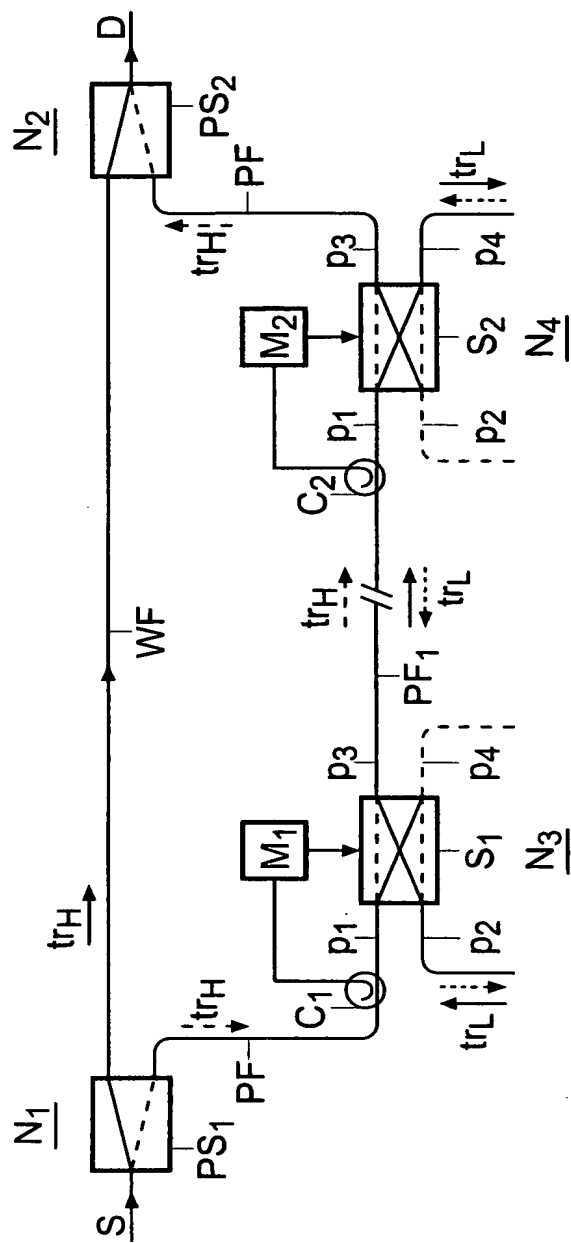 N1
N2
S
PS1
D
PS2
trH
WF
trH
PF
trH
PF
M1
M2
C1
C2
p1
p3
PF1
trH
trL
p1
p3
trL
p2
S1
p4
N3
p2
S2
p4
trL
N4